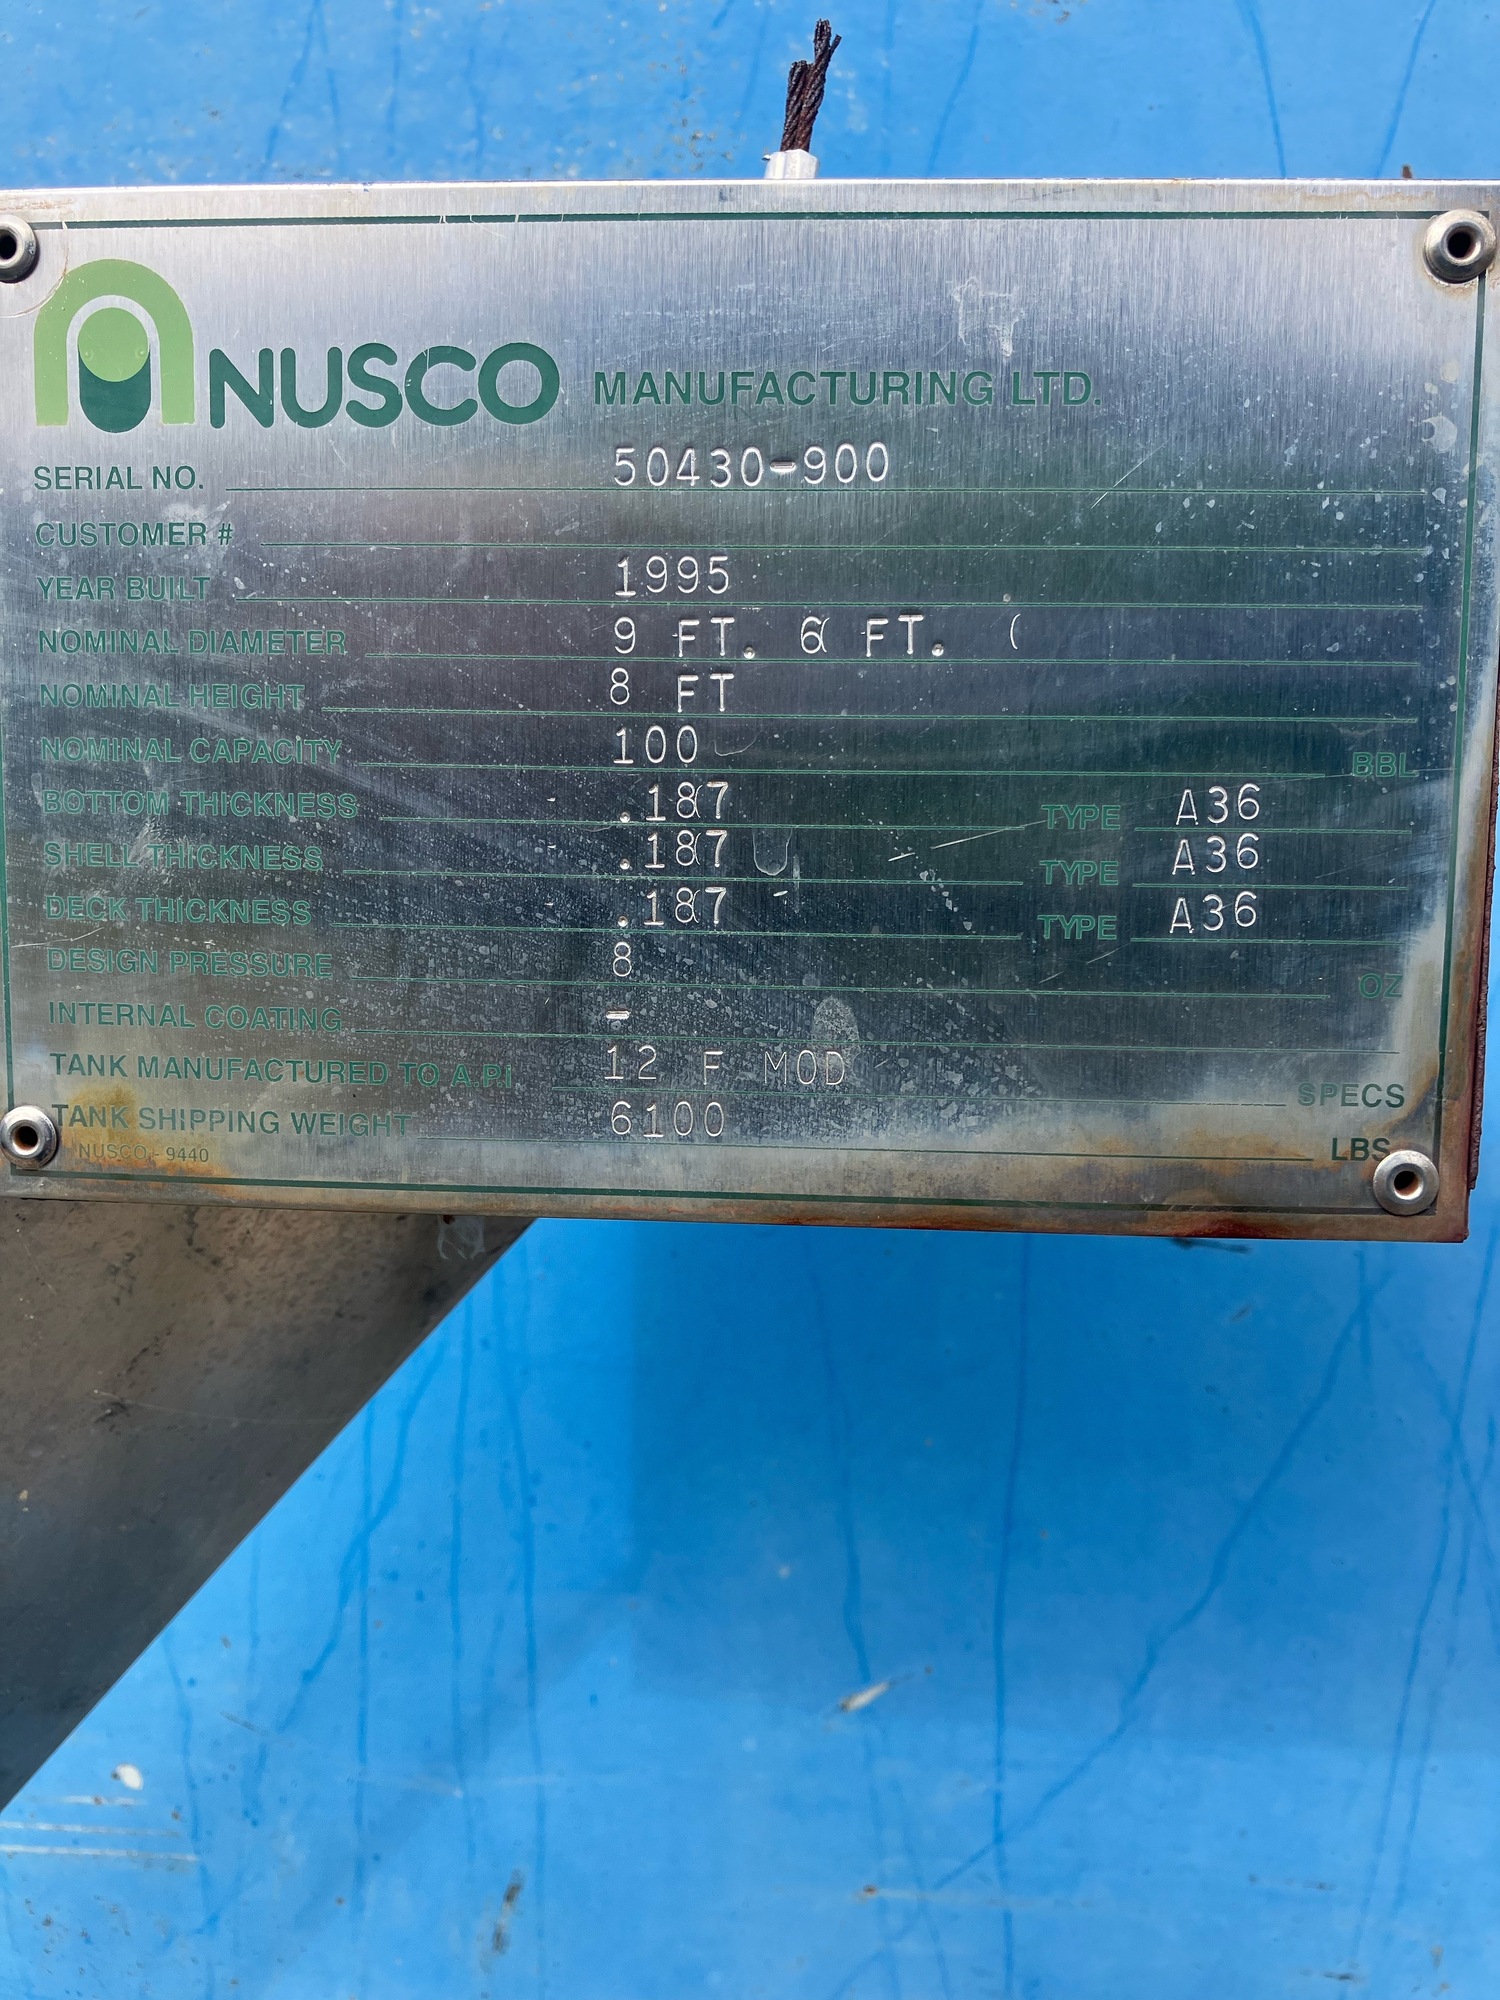 NUSCO MANUFACTURING LTD.
SERIAL NO. 50430-900
CUSTOMER #
YEAR BUILT 1995
NOMINAL DIAMETER 9 FT. 6 FT.
NOMINAL HEIGHT 8 FT
NOMINAL CAPACITY 100 BBL
BOTTOM THICKNESS .187 TYPE A36
SHELL THICKNESS .187 TYPE A36
DECK THICKNESS .187 TYPE A36
DESIGN PRESSURE 8 OZ
INTERNAL COATING -
TANK MANUFACTURED TO A.P.I 12 F MOD SPECS
TANK SHIPPING WEIGHT 6100 LBS.
NUSCO - 9440